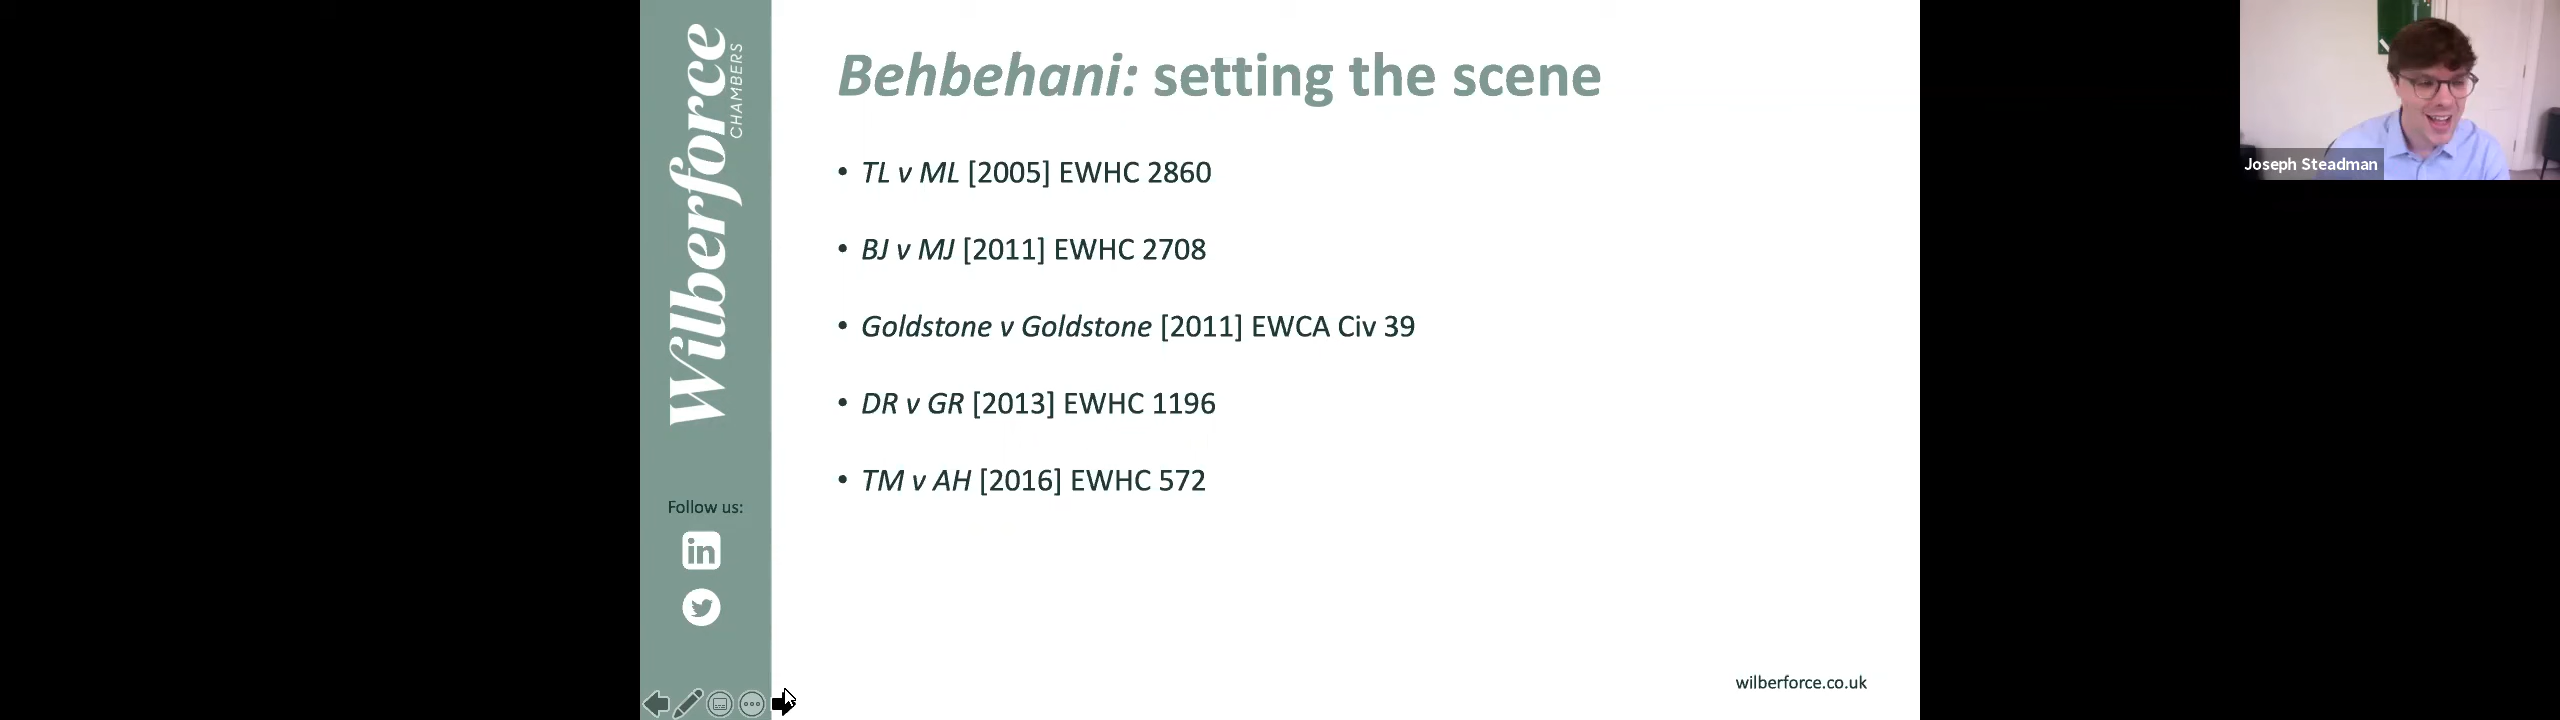 Wilberforce
CHAMBERS
Follow us:
in
Behbehani: setting the scene
• TL v ML [2005] EWHC 2860
• BJ v MJ [2011] EWHC 2708
• Goldstone v Goldstone [2011] EWCA Civ 39
• DR v GR [2013] EWHC 1196
• TM v AH [2016] EWHC 572
wilberforce.co.uk
Joseph Steadman